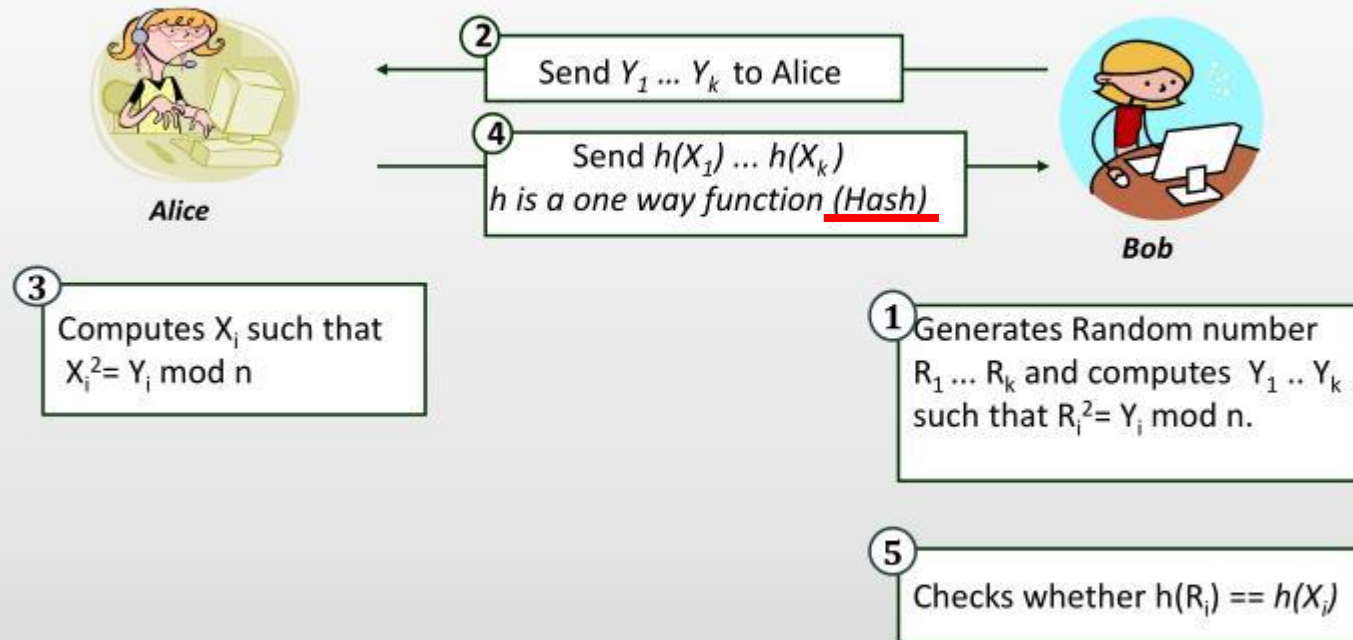 2
Send Y₁ ... Yₖ to Alice
4
Send h(X₁) ... h(Xₖ)
h is a one way function (Hash)
Alice
Bob
3
Computes Xᵢ such that
Xᵢ²= Yᵢ mod n
1
Generates Random number
R₁ ... Rₖ and computes Y₁ .. Yₖ
such that Rᵢ²= Yᵢ mod n.
5
Checks whether h(Rᵢ) == h(Xᵢ)